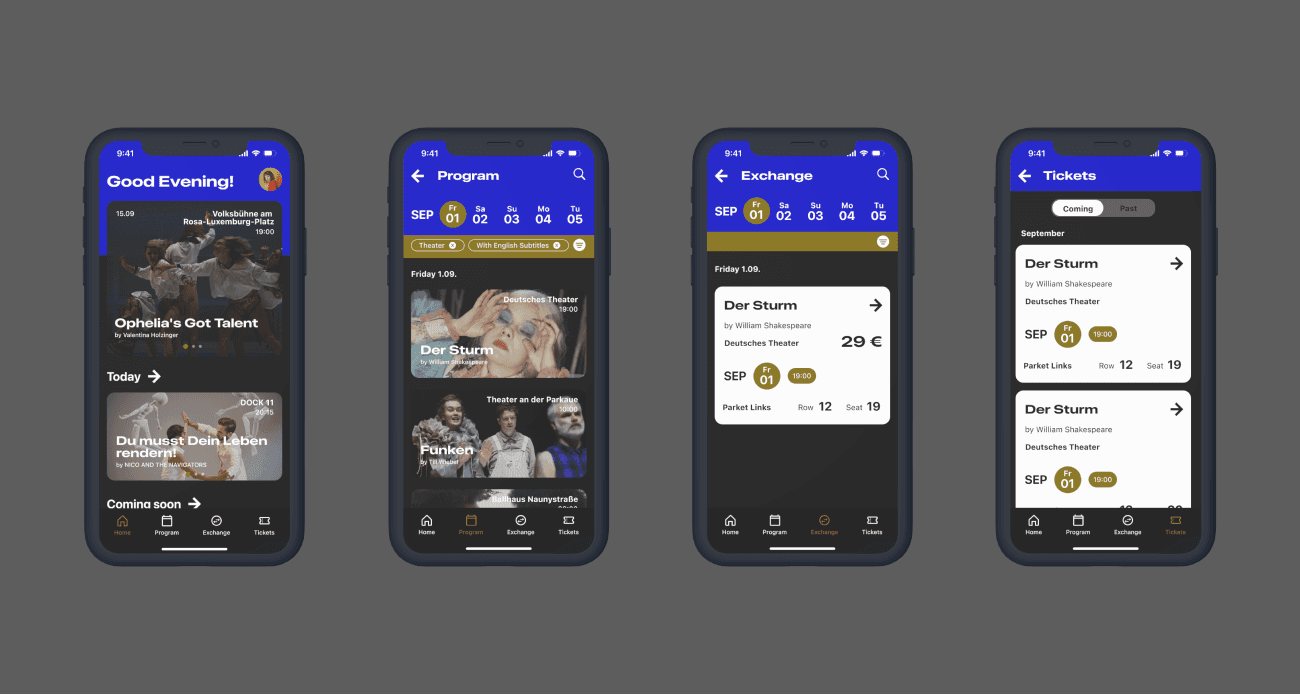 9:41
Good Evening!
15.09
Volksbühne am
Rosa-Luxemburg-Platz
19:00
Ophelia's Got Talent
by Valentina Holzinger
Today
DOCK 11
20.15
Du musst Dein Leben
rendern!
by NICO AND THE NAVIGATORS
Coming soon
Home
Program
Exchange
Tickets
9:41
Program
SEP
Fr
01
Sa
02
Su
03
Mo
04
Tu
05
Theater
With English Subtitles
Friday 1.09.
Deutsches Theater
19:00
Der Sturm
by William Shakespeare
Theater an der Parkaue
10:00
Funken
by Till Wiebel
Ballhaus Naunystraße
Home
Program
Exchange
Tickets
9:41
Exchange
SEP
Fr
01
Sa
02
Su
03
Mo
04
Tu
05
Friday 1.09.
Der Sturm
by William Shakespeare
Deutsches Theater
29 €
SEP
Fr
01
19:00
Parket Links
Row 12
Seat 19
Home
Program
Exchange
Tickets
9:41
Tickets
Coming
Past
September
Der Sturm
by William Shakespeare
Deutsches Theater
SEP
Fr
01
19:00
Parket Links
Row 12
Seat 19
Der Sturm
by William Shakespeare
Deutsches Theater
SEP
Fr
01
19:00
Home
Program
Exchange
Tickets